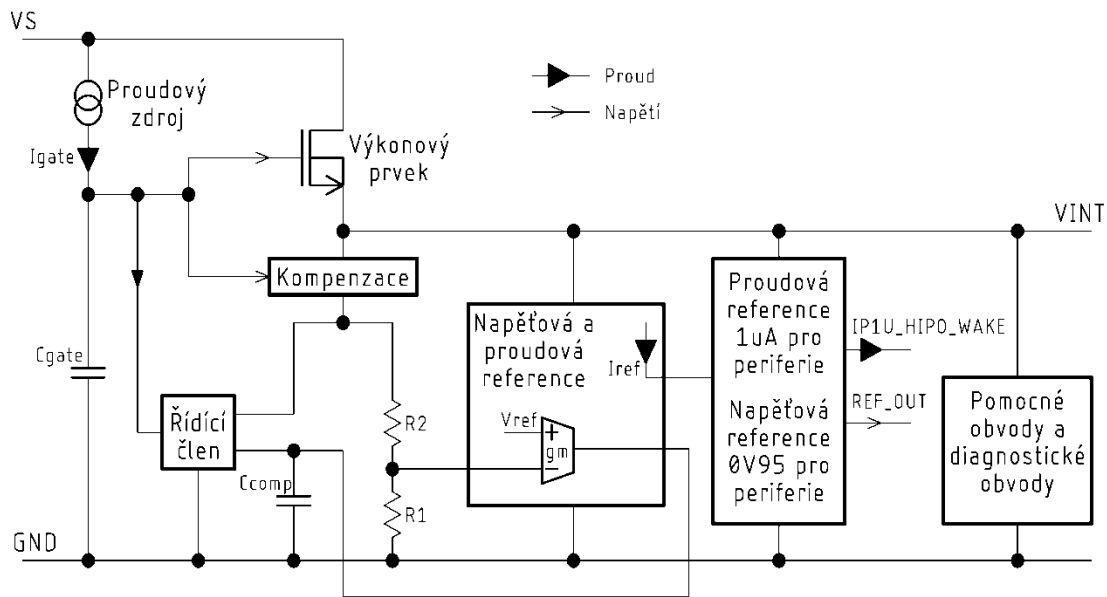 VS
Proudový
zdroj
Igate
Proud
Napětí
Výkonový
prvek
VINT
Kompenzace
Napěťová a
proudová
reference
Iref
Vref
+
gm
−
Proudová
reference
1uA pro
periferie
Napěťová
reference
0V95 pro
periferie
IP1U_HIPO_WAKE
REF_OUT
Pomocné
obvody a
diagnostické
obvody
Cgate
Řídící
člen
Ccomp
R2
R1
GND